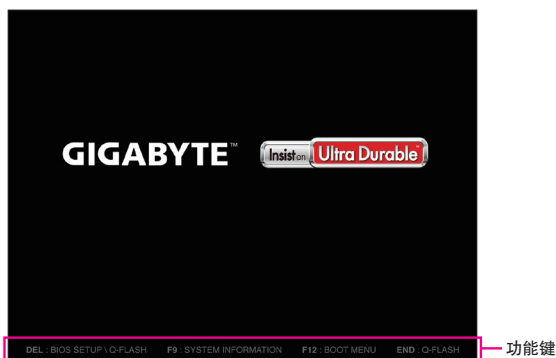 GIGABYTE™ Insist on Ultra Durable™
DEL : BIOS SETUP \ Q-FLASH F9 : SYSTEM INFORMATION F12 : BOOT MENU END : Q-FLASH
功能键